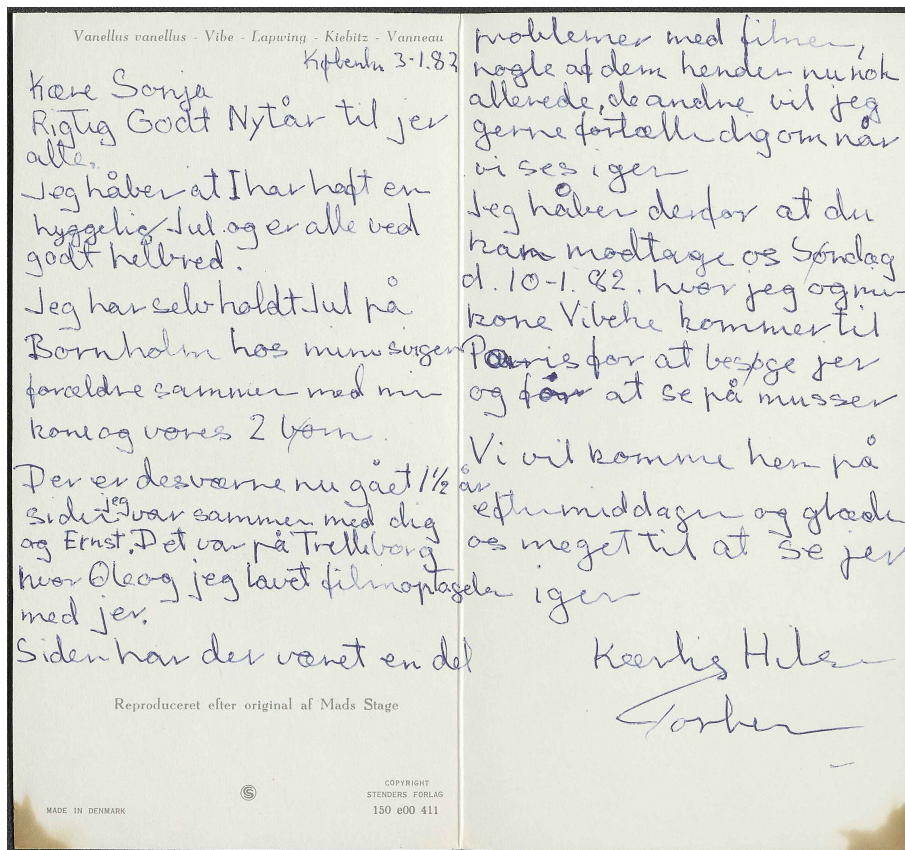 Vanellus vanellus - Vibe - Lapwing - Kiebitz - Vanneau
Københn 3-1.82
Kære Sonja
Rigtig Godt Nytår til jer
alle.
Jeg håber at I har haft en
hyggelig Jul. og er alle ved
godt helbred.
Jeg har selv holdt Jul på
Bornholm hos mine sviger
forældre sammen med min
kone og vores 2 børn.
Der er desværre nu gået 1½ år
siden jeg var sammen med dig
og Ernst. Det var på Trelleborg
hvor Ole og jeg lavet filmoptagelser
med jer.
Siden har der været en del
Reproduceret efter original af Mads Stage
MADE IN DENMARK
COPYRIGHT
STENDERS FORLAG
150 e00 411
problemer med filmen,
nogle af dem kender nu nok
allerede, de andre vil jeg
gerne fortælle dig om når
vi ses igen
Jeg håber derfor at du
kan modtage os Søndag
d. 10-1. 82. hvor jeg og min
kone Vibeke kommer til
Paris for at besøge jer
og for at se på musser
Vi vil komme hen på
eftermiddagen og glæder
os meget til at se jer
igen
Kærlig Hilsen
Torben